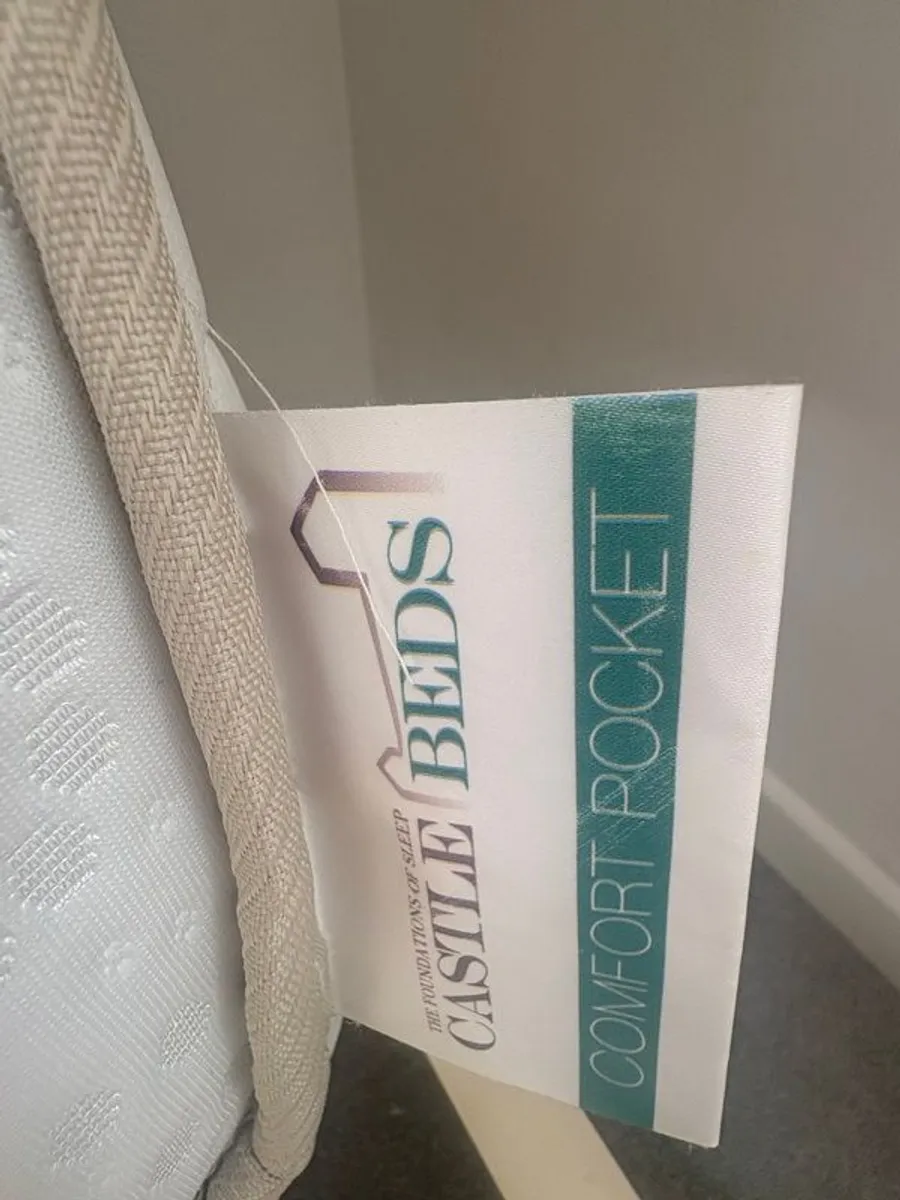 THE FOUNDATIONS OF SLEEP
CASTLE BEDS
COMFORT POCKET